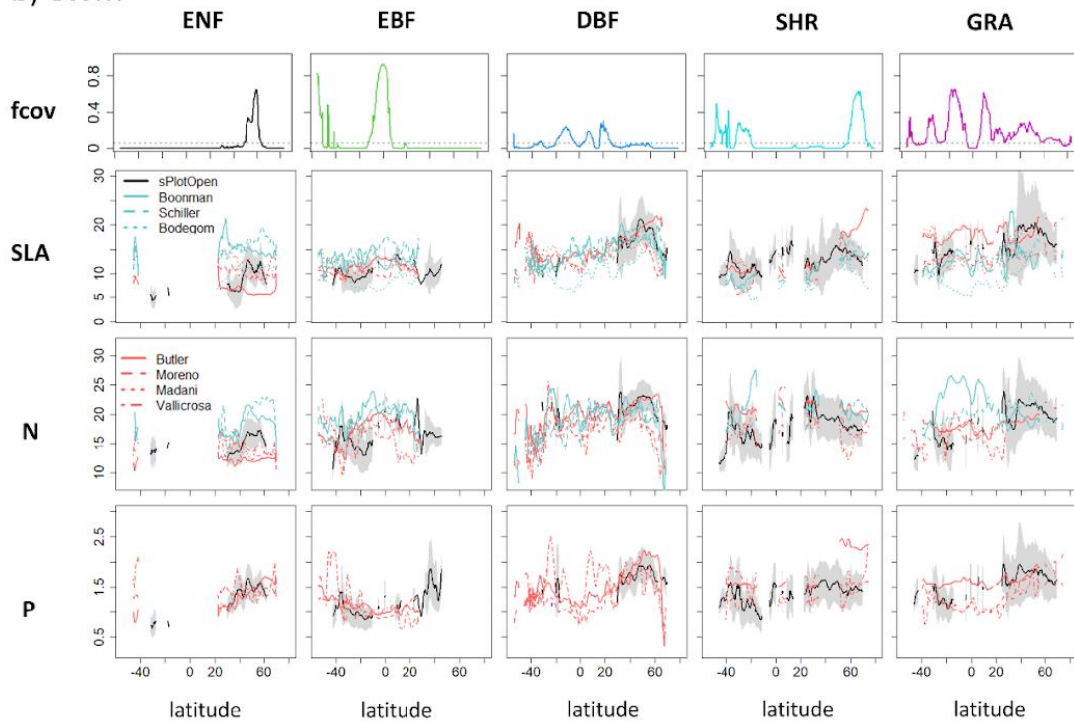 ENF EBF DBF SHR GRA
fcov
0.8
0.4
0
SLA
30
20
15
10
5
0
sPlotOpen
Boonman
Schiller
Bodegom
N
30
25
20
15
10
Butler
Moreno
Madani
Vallicrosa
P
2.5
1.5
0.5
-40 0 20 60 -40 0 20 60 -40 0 20 60 -40 0 20 60 -40 0 20 60
latitude latitude latitude latitude latitude